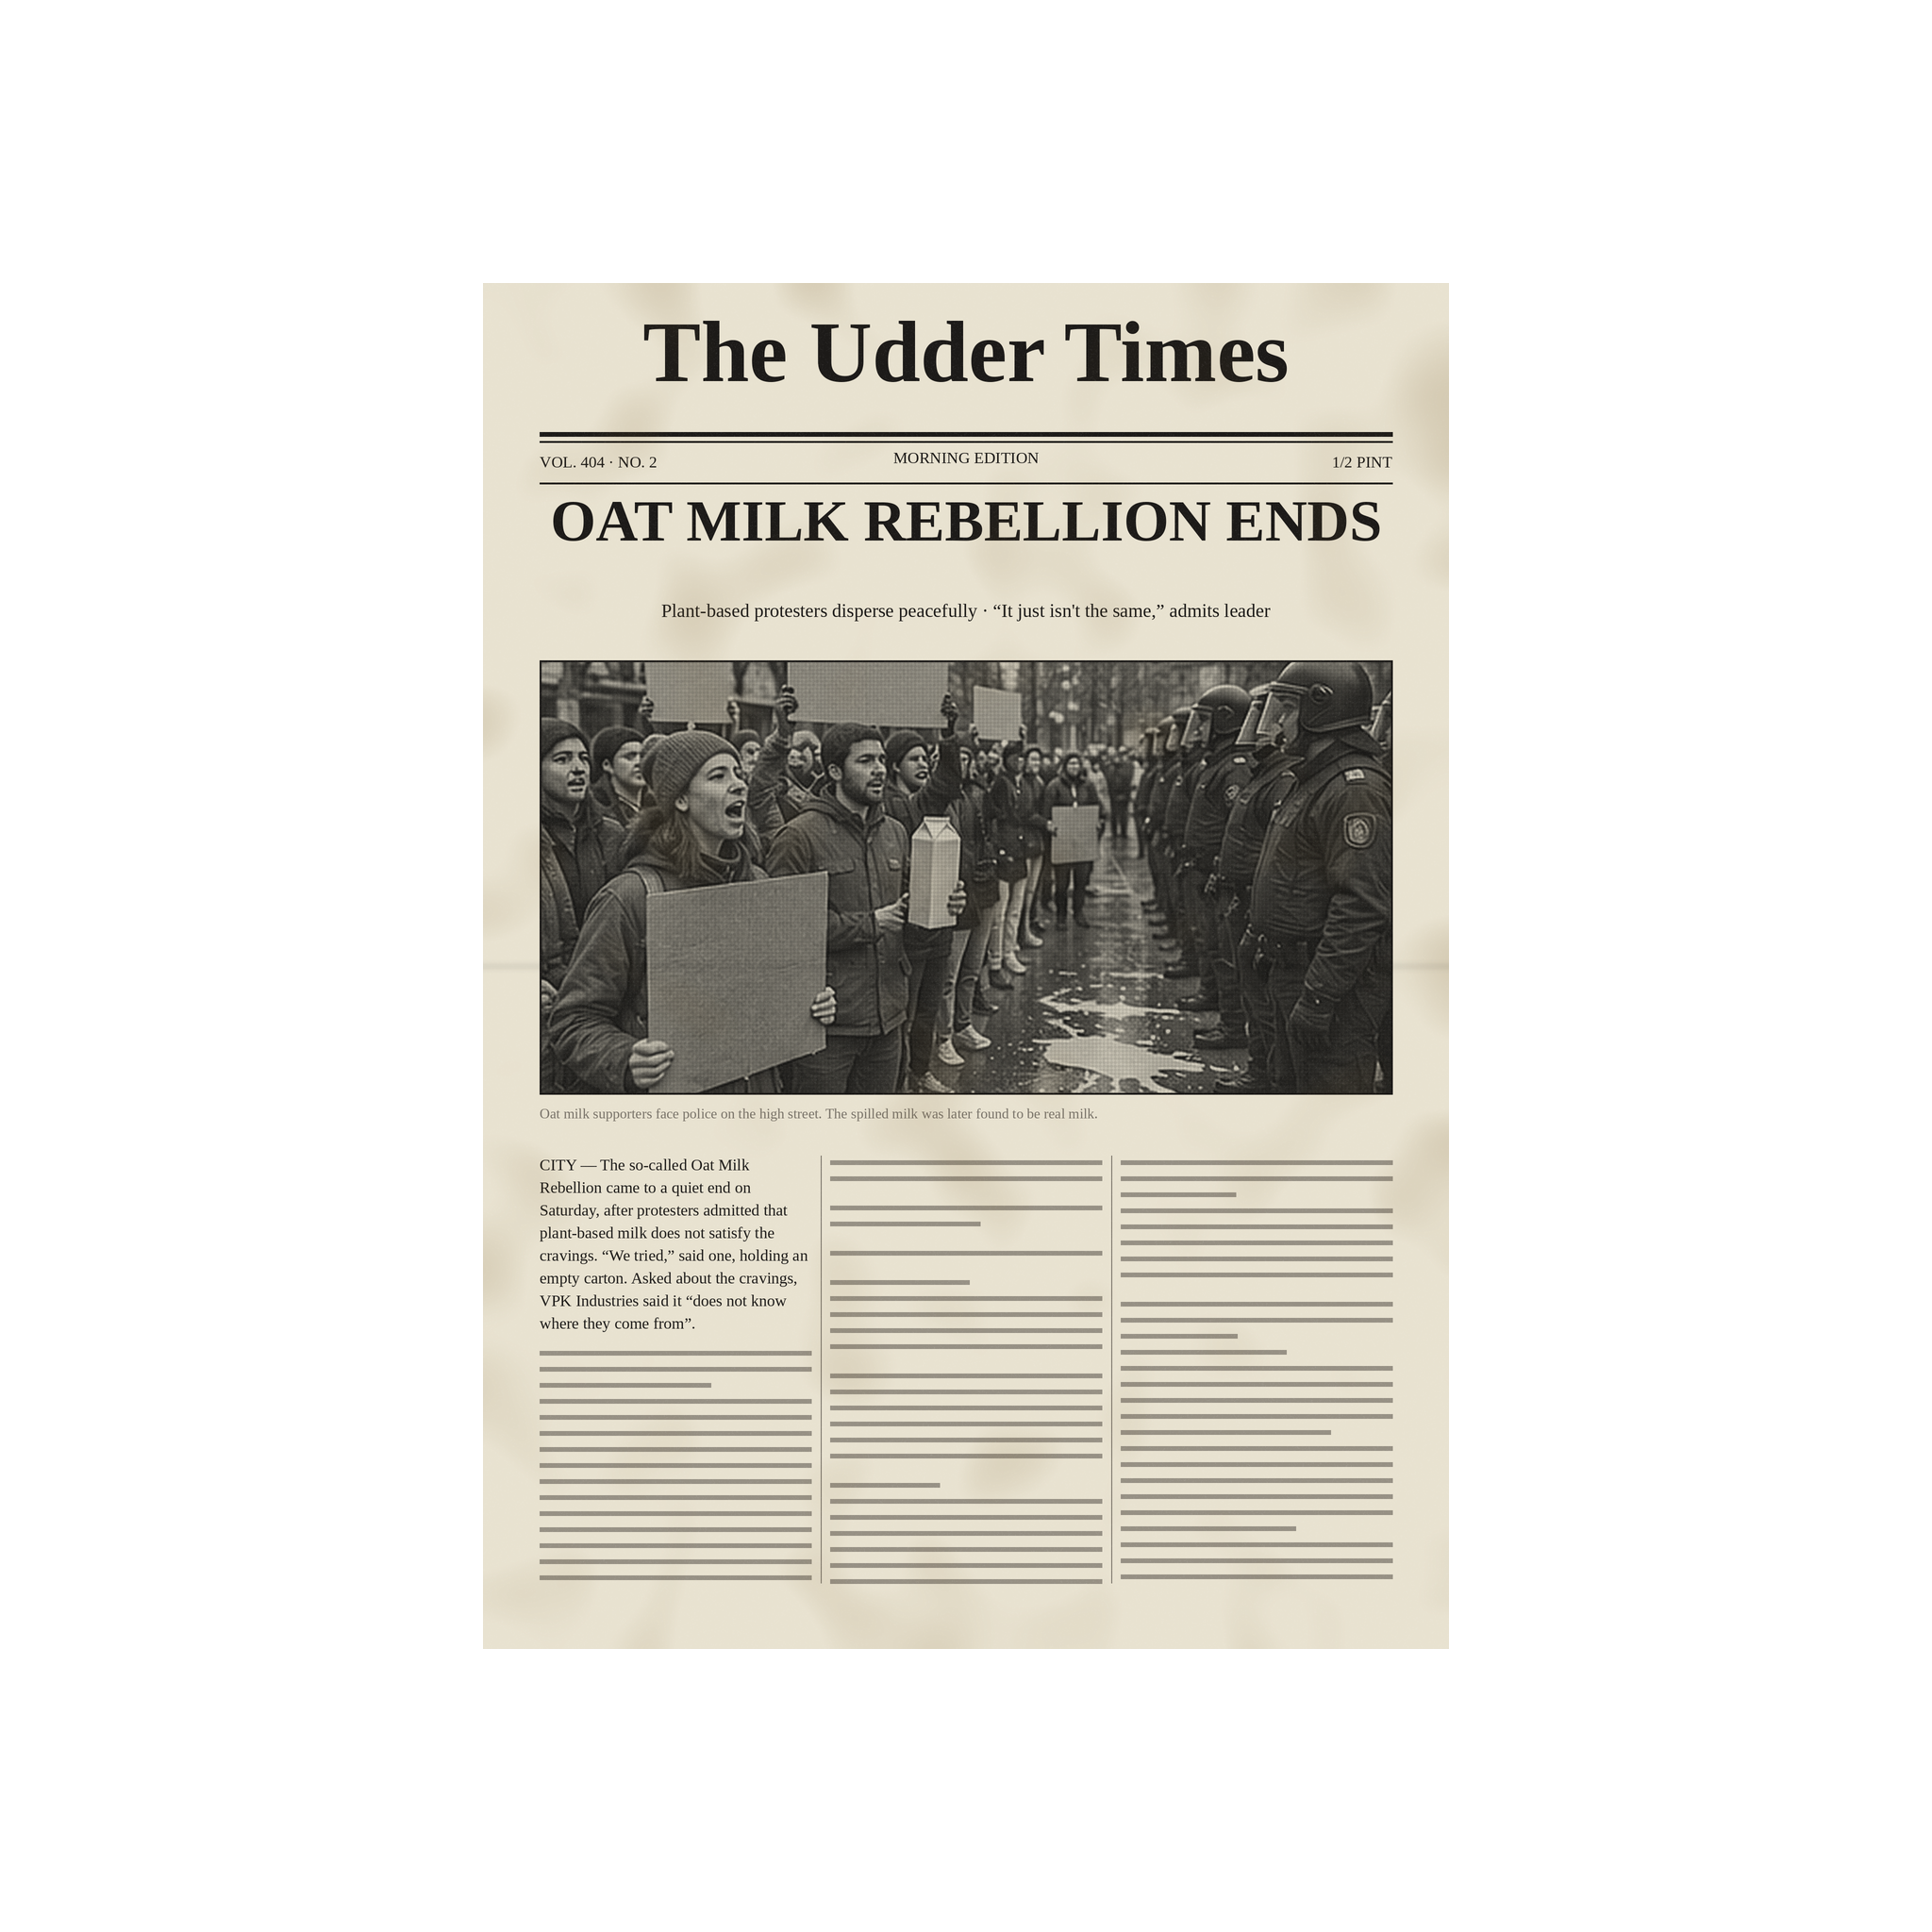 The Udder Times
VOL. 404 · NO. 2
MORNING EDITION
1/2 PINT
OAT MILK REBELLION ENDS
Plant-based protesters disperse peacefully · “It just isn't the same,” admits leader
Oat milk supporters face police on the high street. The spilled milk was later found to be real milk.
CITY — The so-called Oat Milk
Rebellion came to a quiet end on
Saturday, after protesters admitted that
plant-based milk does not satisfy the
cravings. “We tried,” said one, holding an
empty carton. Asked about the cravings,
VPK Industries said it “does not know
where they come from”.